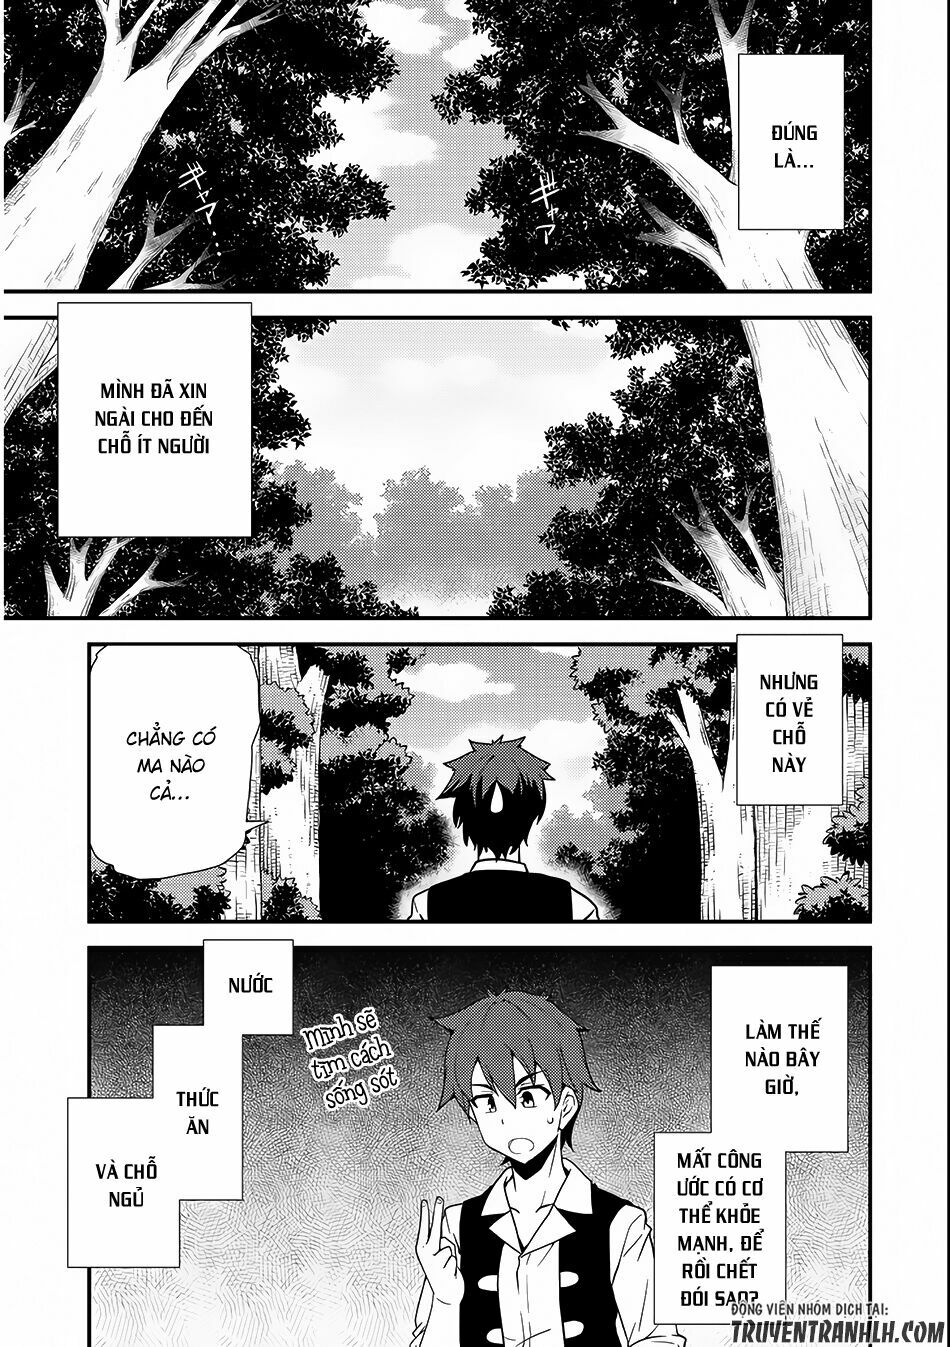 ĐÚNG
LÀ...
チャ
チャ
MÌNH ĐÃ XIN
NGÀI CHO ĐẾN
CHỖ ÍT NGƯỜI
NHƯNG
CÓ VẺ
CHỖ
NÀY
CHẲNG CÓ
MA NÀO
CẢ...
LÀM THẾ
NÀO BÂY
GIỜ,
MẤT CÔNG
ƯỚC CÓ CƠ
THỂ KHỎE
MẠNH, ĐỂ
RỒI CHẾT
ĐÓI SAO?
Mình sẽ
tìm cách
sống sót
NƯỚC
THỨC
ĂN
VÀ CHỖ
NGỦ
ĐỘNG VIÊN NHÓM DỊCH TẠI:
TRUYENTRANHLH.COM